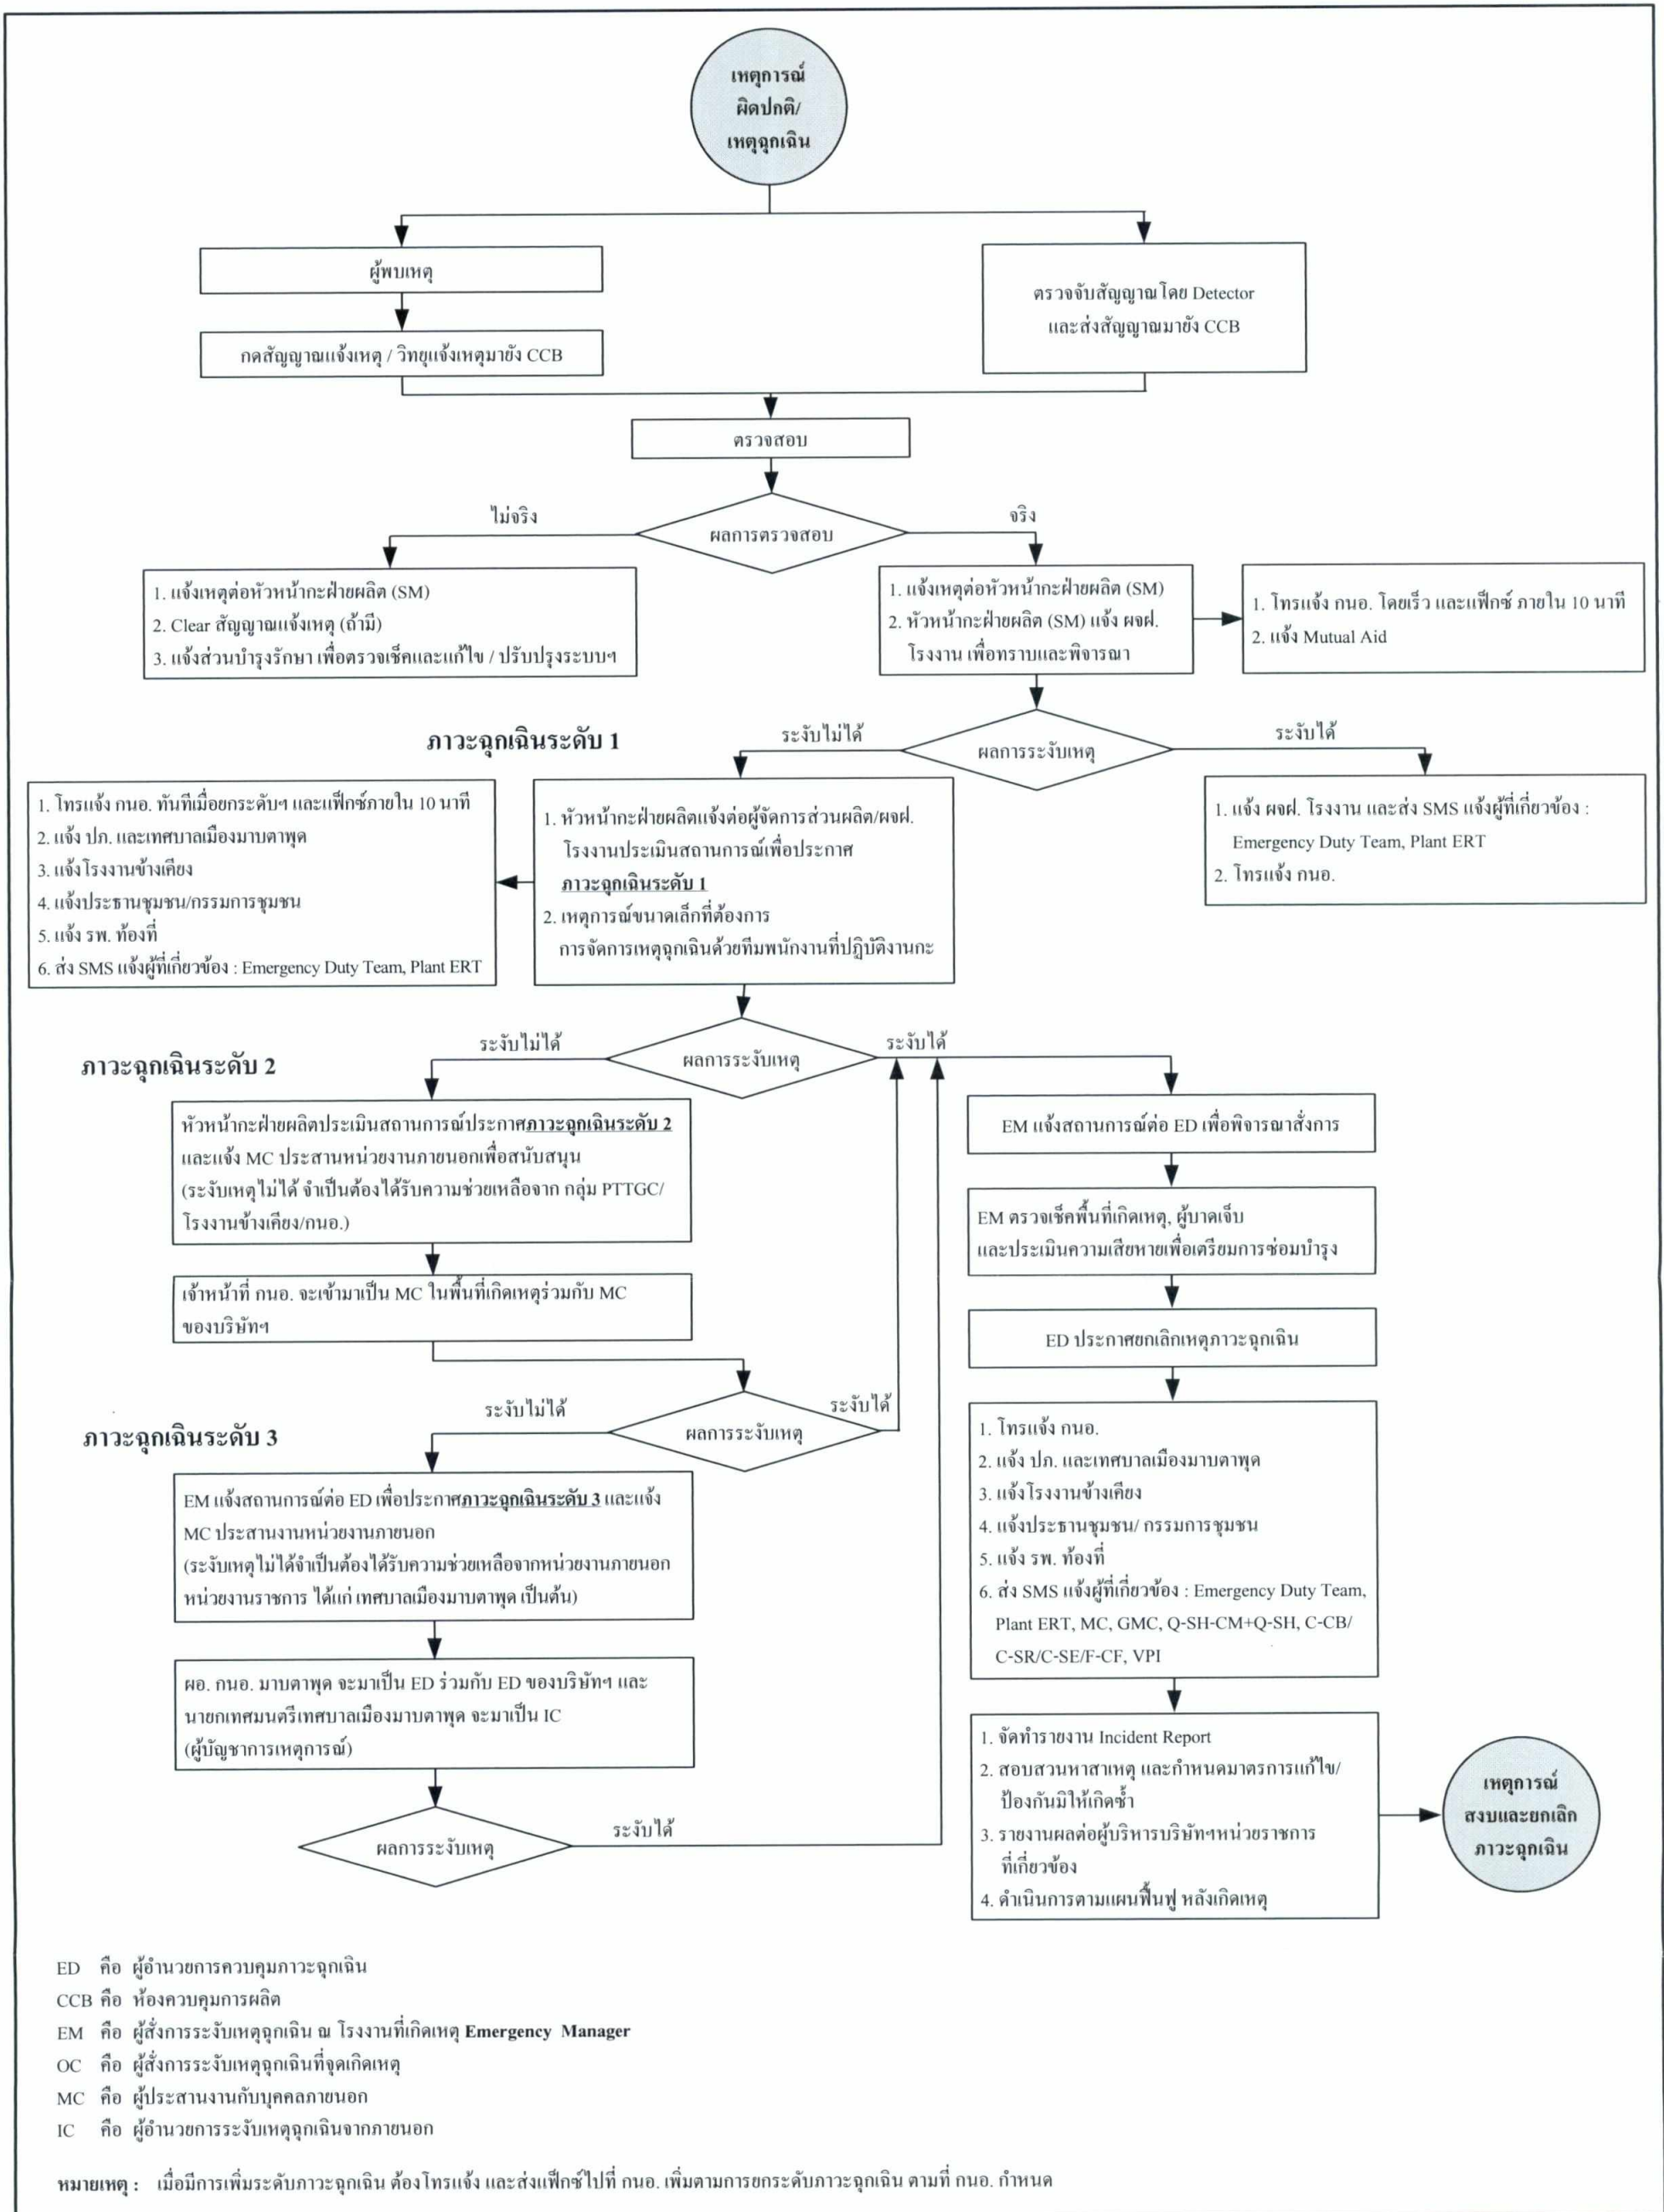 เหตุการณ์
ผิดปกติ/
เหตุฉุกเฉิน
ผู้พบเหตุ
กดสัญญาณแจ้งเหตุ / วิทยุแจ้งเหตุมายัง CCB
ตรวจจับสัญญาณโดย Detector
และส่งสัญญาณมายัง CCB
ตรวจสอบ
ผลการตรวจสอบ
ไม่จริง
จริง
1. แจ้งเหตุต่อหัวหน้ากะฝ่ายผลิต (SM)
2. Clear สัญญาณแจ้งเหตุ (ถ้ามี)
3. แจ้งส่วนบำรุงรักษา เพื่อตรวจเช็คและแก้ไข / ปรับปรุงระบบฯ
1. แจ้งเหตุต่อหัวหน้ากะฝ่ายผลิต (SM)
2. หัวหน้ากะฝ่ายผลิต (SM) แจ้ง ผจฝ.
โรงงาน เพื่อทราบและพิจารณา
1. โทรแจ้ง กนอ. โดยเร็ว และแฟ็กซ์ ภายใน 10 นาที
2. แจ้ง Mutual Aid
ผลการระงับเหตุ
ระงับไม่ได้
ระงับได้
ภาวะฉุกเฉินระดับ 1
1. โทรแจ้ง กนอ. ทันทีเมื่อยกระดับฯ และแฟ็กซ์ภายใน 10 นาที
2. แจ้ง ปภ. และเทศบาลเมืองมาบตาพุด
3. แจ้งโรงงานข้างเคียง
4. แจ้งประธานชุมชน/กรรมการชุมชน
5. แจ้ง รพ. ท้องที่
6. ส่ง SMS แจ้งผู้ที่เกี่ยวข้อง : Emergency Duty Team, Plant ERT
1. หัวหน้ากะฝ่ายผลิตแจ้งต่อผู้จัดการส่วนผลิต/ผจฝ.
โรงงานประเมินสถานการณ์เพื่อประกาศ
ภาวะฉุกเฉินระดับ 1
2. เหตุการณ์ขนาดเล็กที่ต้องการ
การจัดการเหตุฉุกเฉินด้วยทีมพนักงานที่ปฏิบัติงานกะ
1. แจ้ง ผจฝ. โรงงาน และส่ง SMS แจ้งผู้ที่เกี่ยวข้อง :
Emergency Duty Team, Plant ERT
2. โทรแจ้ง กนอ.
ผลการระงับเหตุ
ระงับไม่ได้
ระงับได้
ภาวะฉุกเฉินระดับ 2
หัวหน้ากะฝ่ายผลิตประเมินสถานการณ์ประกาศภาวะฉุกเฉินระดับ 2
และแจ้ง MC ประสานหน่วยงานภายนอกเพื่อสนับสนุน
(ระงับเหตุไม่ได้ จำเป็นต้องได้รับความช่วยเหลือจาก กลุ่ม PTTGC/
โรงงานข้างเคียง/กนอ.)
เจ้าหน้าที่ กนอ. จะเข้ามาเป็น MC ในพื้นที่เกิดเหตุร่วมกับ MC
ของบริษัทฯ
ผลการระงับเหตุ
ระงับไม่ได้
ระงับได้
ภาวะฉุกเฉินระดับ 3
EM แจ้งสถานการณ์ต่อ ED เพื่อประกาศภาวะฉุกเฉินระดับ 3 และแจ้ง
MC ประสานงานหน่วยงานภายนอก
(ระงับเหตุไม่ได้จำเป็นต้องได้รับความช่วยเหลือจากหน่วยงานภายนอก
หน่วยงานราชการ ได้แก่ เทศบาลเมืองมาบตาพุด เป็นต้น)
ผอ. กนอ. มาบตาพุด จะมาเป็น ED ร่วมกับ ED ของบริษัทฯ และ
นายกเทศมนตรีเทศบาลเมืองมาบตาพุด จะมาเป็น IC
(ผู้บัญชาการเหตุการณ์)
ผลการระงับเหตุ
ระงับได้
EM แจ้งสถานการณ์ต่อ ED เพื่อพิจารณาสั่งการ
EM ตรวจเช็คพื้นที่เกิดเหตุ, ผู้บาดเจ็บ
และประเมินความเสียหายเพื่อเตรียมการซ่อมบำรุง
ED ประกาศยกเลิกเหตุภาวะฉุกเฉิน
1. โทรแจ้ง กนอ.
2. แจ้ง ปภ. และเทศบาลเมืองมาบตาพุด
3. แจ้งโรงงานข้างเคียง
4. แจ้งประธานชุมชน/ กรรมการชุมชน
5. แจ้ง รพ. ท้องที่
6. ส่ง SMS แจ้งผู้ที่เกี่ยวข้อง : Emergency Duty Team,
Plant ERT, MC, GMC, Q-SH-CM+Q-SH, C-CB/
C-SR/C-SE/F-CF, VPI
1. จัดทำรายงาน Incident Report
2. สอบสวนหาสาเหตุ และกำหนดมาตรการแก้ไข/
ป้องกันมิให้เกิดซ้ำ
3. รายงานผลต่อผู้บริหารบริษัทฯหน่วยราชการ
ที่เกี่ยวข้อง
4. ดำเนินการตามแผนฟื้นฟู หลังเกิดเหตุ
เหตุการณ์
สงบและยกเลิก
ภาวะฉุกเฉิน
ED คือ ผู้อำนวยการควบคุมภาวะฉุกเฉิน
CCB คือ ห้องควบคุมการผลิต
EM คือ ผู้สั่งการระงับเหตุฉุกเฉิน ณ โรงงานที่เกิดเหตุ Emergency Manager
OC คือ ผู้สั่งการระงับเหตุฉุกเฉินที่จุดเกิดเหตุ
MC คือ ผู้ประสานงานกับบุคคลภายนอก
IC คือ ผู้อำนวยการระงับเหตุฉุกเฉินจากภายนอก
หมายเหตุ : เมื่อมีการเพิ่มระดับภาวะฉุกเฉิน ต้องโทรแจ้ง และส่งแฟ็กซ์ไปที่ กนอ. เพิ่มตามการยกระดับภาวะฉุกเฉิน ตามที่ กนอ. กำหนด